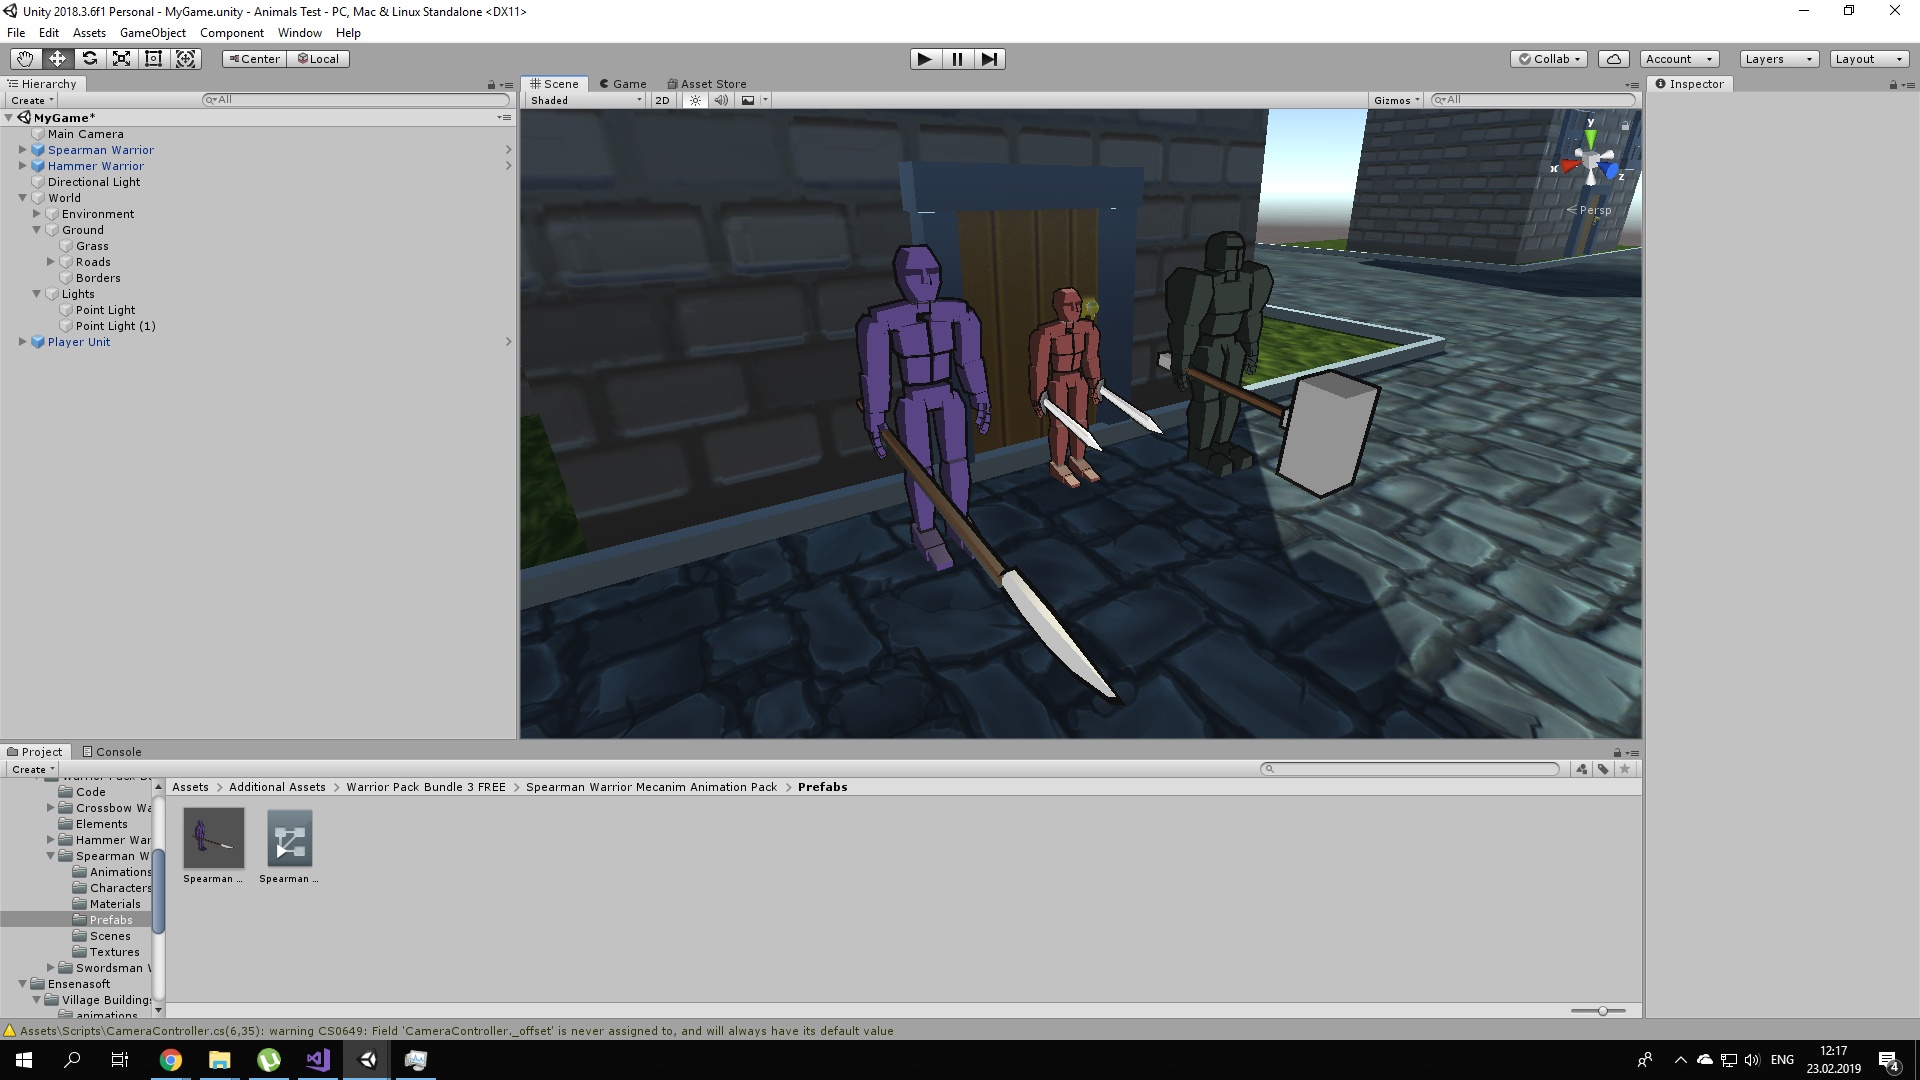 Unity 2018.3.6f1 Personal - MyGame.unity - Animals Test - PC, Mac & Linux Standalone <DX11>
File Edit Assets GameObject Component Window Help
Center Local Collab Account Layers Layout
Hierarchy
Create All
MyGame*
Main Camera
Spearman Warrior
Hammer Warrior
Directional Light
World
Environment
Ground
Grass
Roads
Borders
Lights
Point Light
Point Light (1)
Player Unit
Scene Game Asset Store
Shaded 2D Gizmos All
y
x
z
Persp
Inspector
Project Console
Create
Code
Crossbow Wa
Elements
Hammer War
Spearman W
Animations
Characters
Materials
Prefabs
Scenes
Textures
Swordsman
Ensenasoft
Village Buildings
animations
Assets > Additional Assets > Warrior Pack Bundle 3 FREE > Spearman Warrior Mecanim Animation Pack > Prefabs
Spearman ... Spearman ...
Assets\Scripts\CameraController.cs(6,35): warning CS0649: Field 'CameraController._offset' is never assigned to, and will always have its default value
ENG
12:17
23.02.2019
4